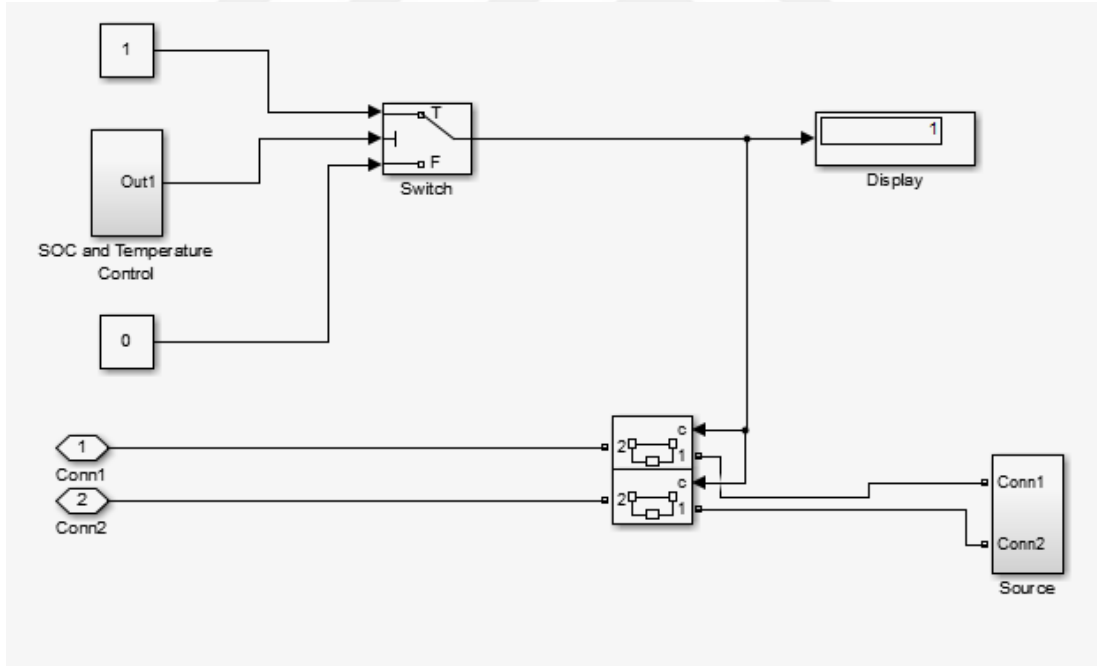 1
T
F
Switch
1
Display
Out1
SOC and Temperature
Control
0
1
Conn1
2
Conn2
c
2
1
c
2
1
Conn1
Conn2
Source